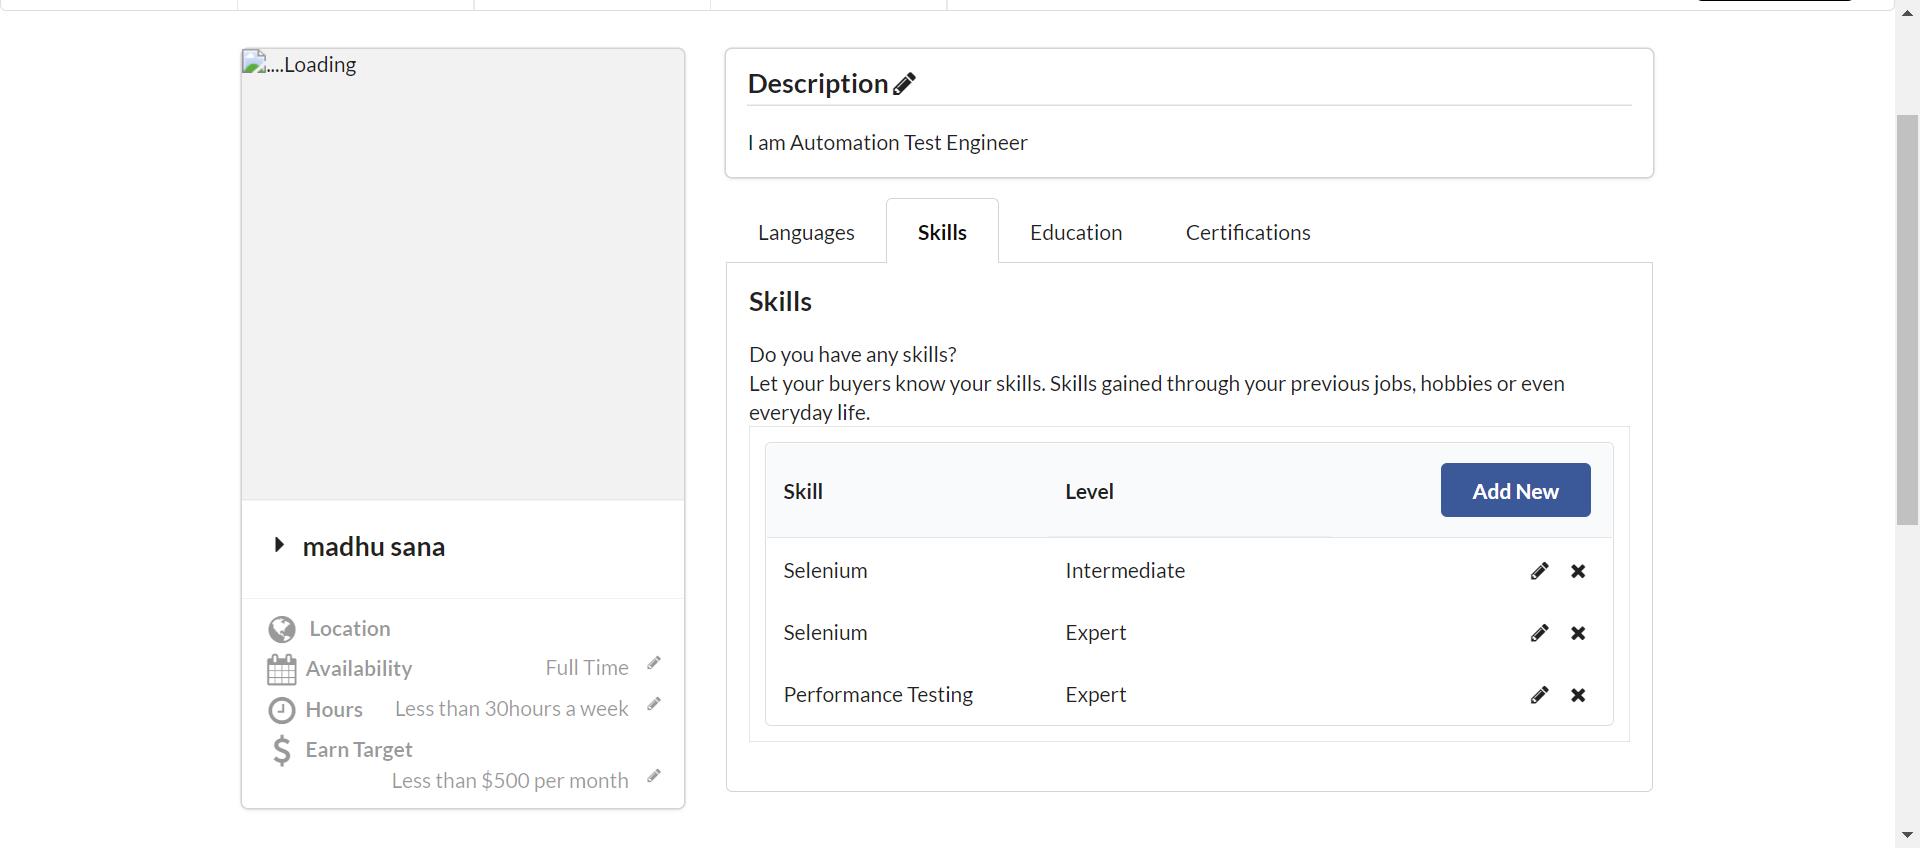 ....Loading
madhu sana
Location
Availability Full Time
Hours Less than 30hours a week
Earn Target
Less than $500 per month
Description
I am Automation Test Engineer
Languages Skills Education Certifications
Skills
Do you have any skills?
Let your buyers know your skills. Skills gained through your previous jobs, hobbies or even
everyday life.
Skill Level Add New
Selenium Intermediate
Selenium Expert
Performance Testing Expert